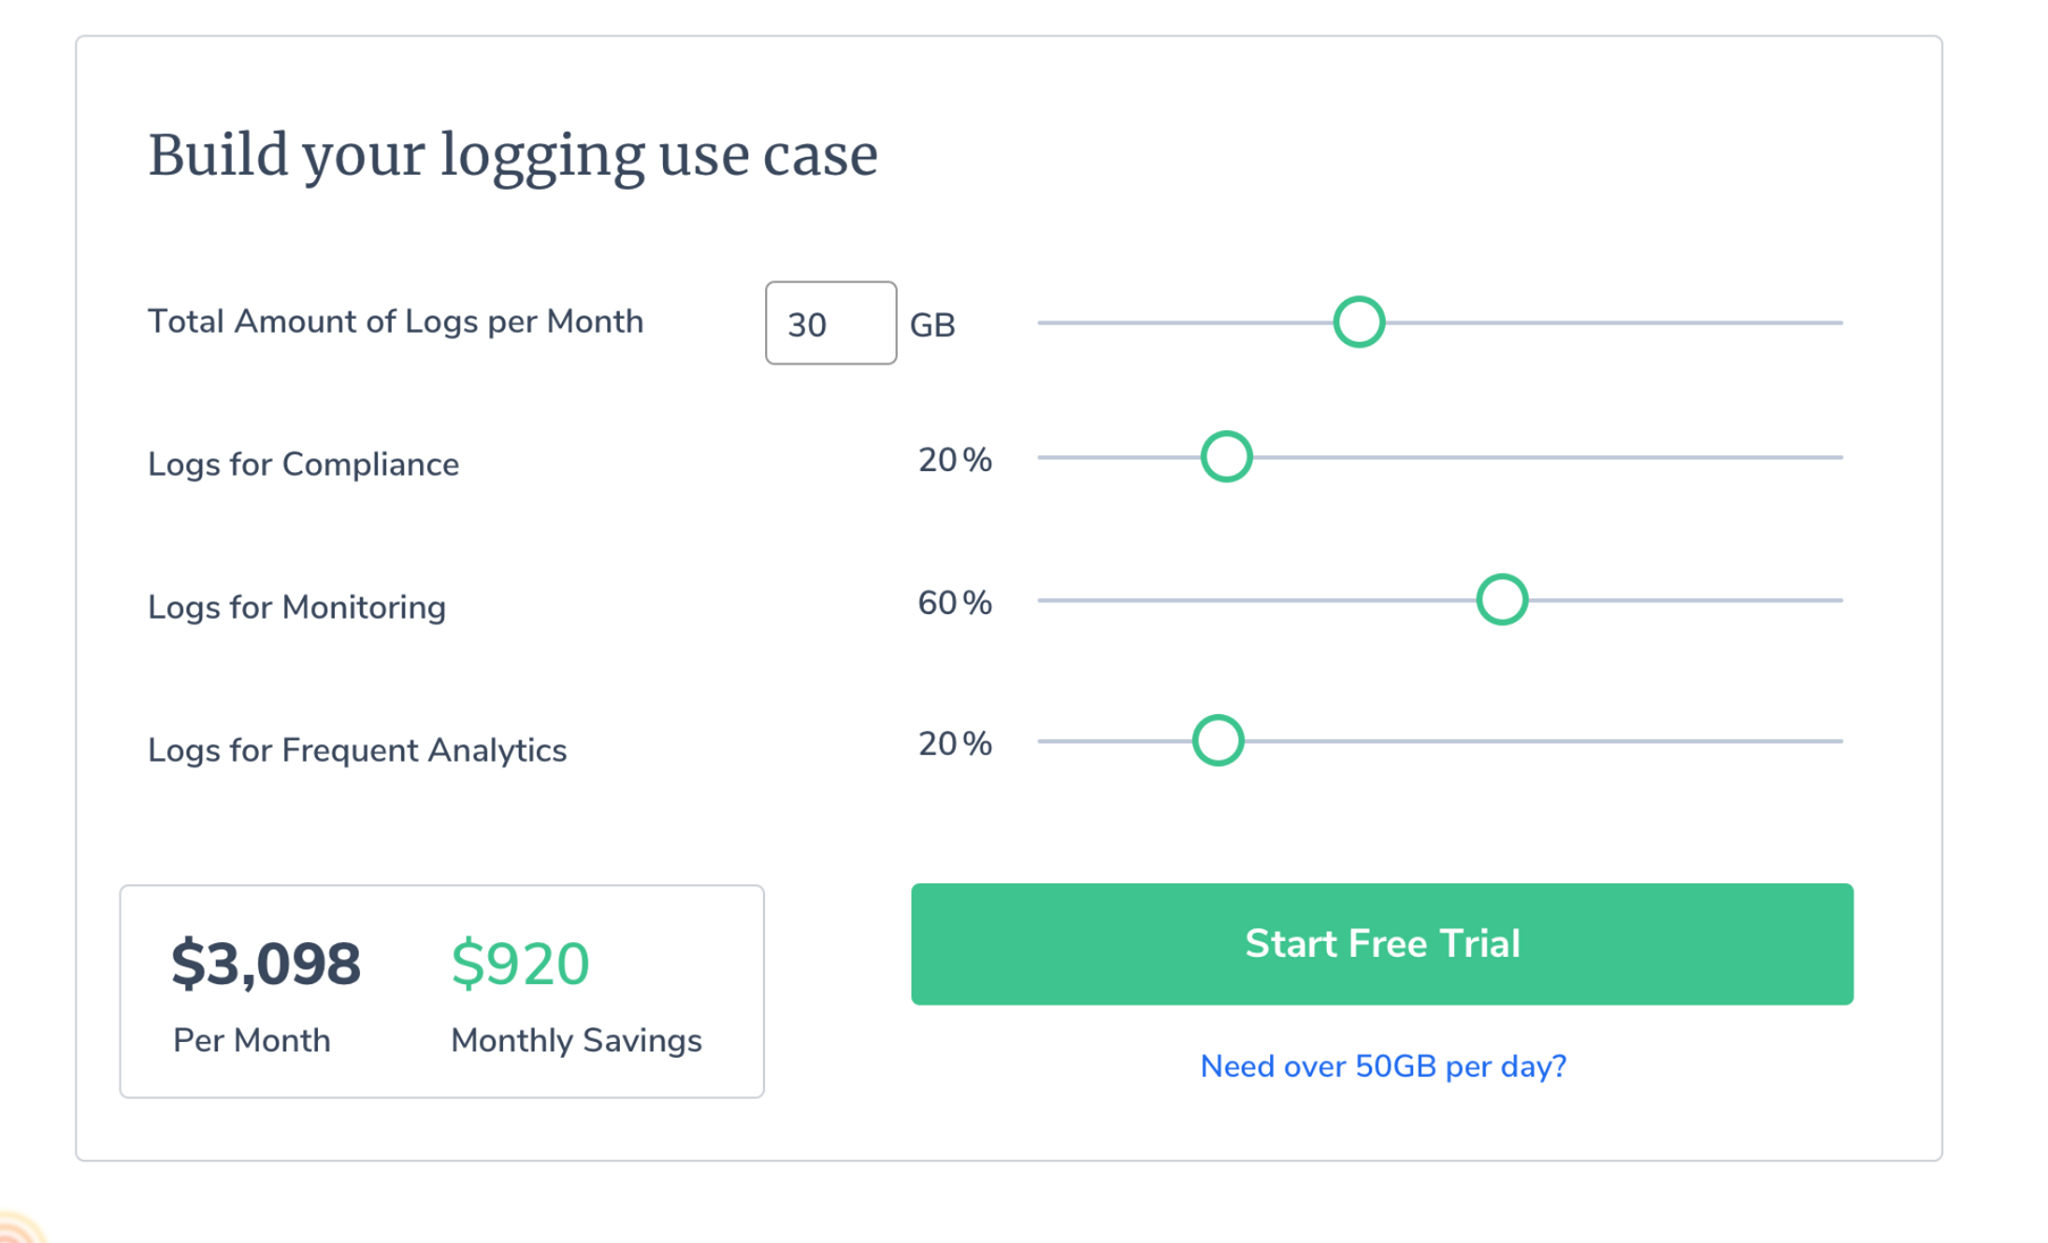 Build your logging use case
Total Amount of Logs per Month 30 GB
Logs for Compliance 20%
Logs for Monitoring 60%
Logs for Frequent Analytics 20%
$3,098 $920
Per Month Monthly Savings
Start Free Trial
Need over 50GB per day?